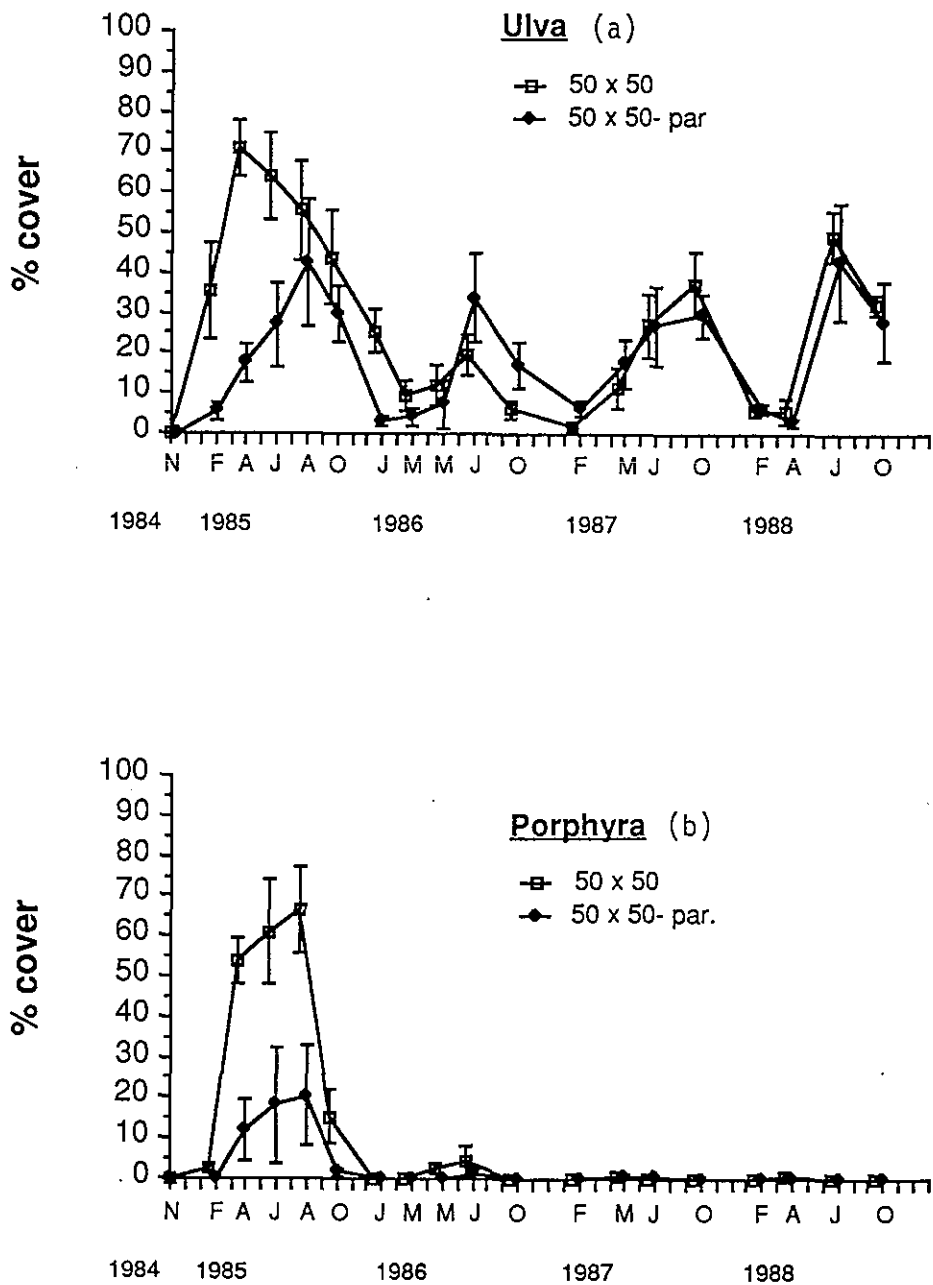 Ulva (a)
50 x 50
50 x 50- par
% cover
100
90
80
70
60
50
40
30
20
10
0
N F A J A O J M M J O F M J O F A J O
1984 1985 1986 1987 1988
Porphyra (b)
50 x 50
50 x 50- par.
% cover
100
90
80
70
60
50
40
30
20
10
0
N F A J A O J M M J O F M J O F A J O
1984 1985 1986 1987 1988